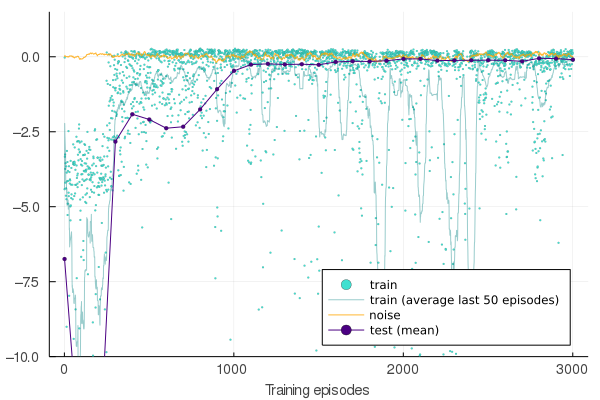 0.0
−2.5
−5.0
−7.5
−10.0
0
1000
2000
3000
Training episodes
train
train (average last 50 episodes)
noise
test (mean)